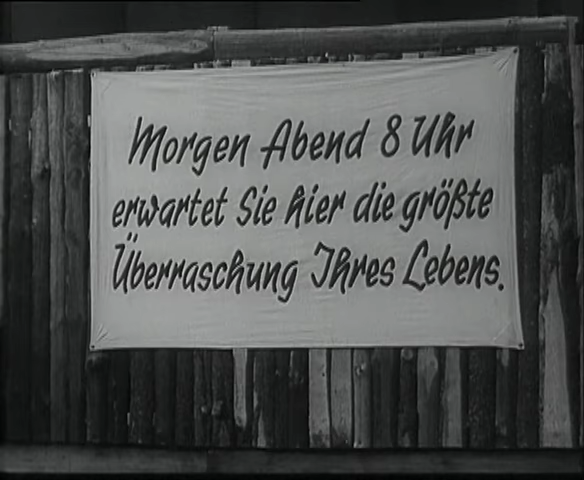 Morgen Abend 8 Uhr
erwartet Sie hier die größte
Überraschung Ihres Lebens.